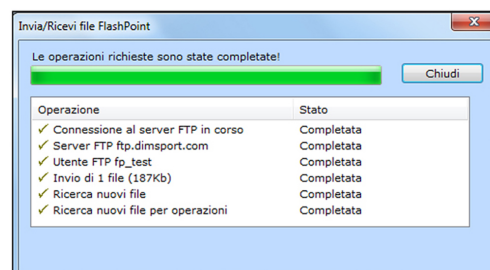 Invia/Ricevi file FlashPoint
Le operazioni richieste sono state completate!
Chiudi
Operazione Stato
Connessione al server FTP in corso Completata
Server FTP ftp.dimsport.com Completata
Utente FTP fp_test Completata
Invio di 1 file (187Kb) Completata
Ricerca nuovi file Completata
Ricerca nuovi file per operazioni Completata